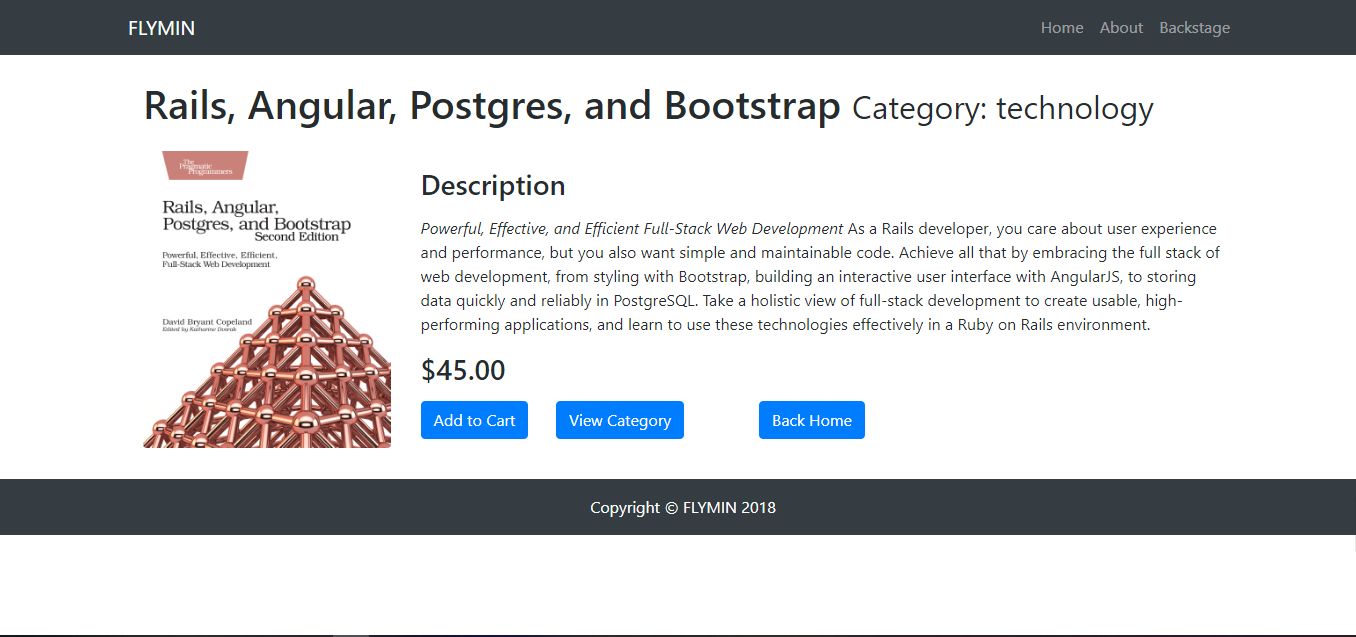 FLYMIN
Home About Backstage
Rails, Angular, Postgres, and Bootstrap Category: technology
The
Pragmatic
Programmers
Rails, Angular,
Postgres, and Bootstrap
Second Edition
Powerful, Effective, Efficient,
Full-Stack Web Development
David Bryant Copeland
Edited by Katharine Dvorak
Description
Powerful, Effective, and Efficient Full-Stack Web Development As a Rails developer, you care about user experience
and performance, but you also want simple and maintainable code. Achieve all that by embracing the full stack of
web development, from styling with Bootstrap, building an interactive user interface with AngularJS, to storing
data quickly and reliably in PostgreSQL. Take a holistic view of full-stack development to create usable, high-
performing applications, and learn to use these technologies effectively in a Ruby on Rails environment.
$45.00
Add to Cart View Category Back Home
Copyright © FLYMIN 2018